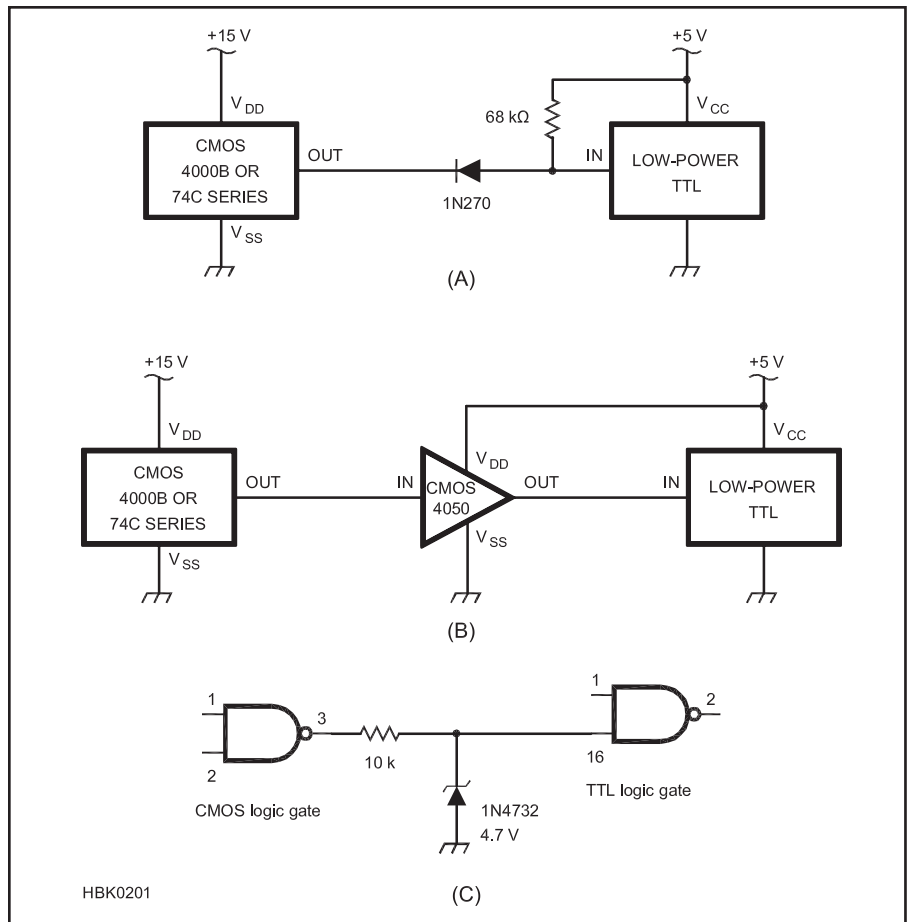 +15 V
+5 V
V DD
V CC
68 kΩ
CMOS
4000B OR
74C SERIES
OUT
IN
LOW-POWER
TTL
1N270
V SS
(A)
+15 V
+5 V
V DD
V CC
CMOS
4000B OR
74C SERIES
OUT
IN
V DD
CMOS
4050
OUT
IN
LOW-POWER
TTL
V SS
V SS
(B)
1
2
3
10 k
1
2
16
1N4732
4.7 V
CMOS logic gate
TTL logic gate
HBK0201
(C)